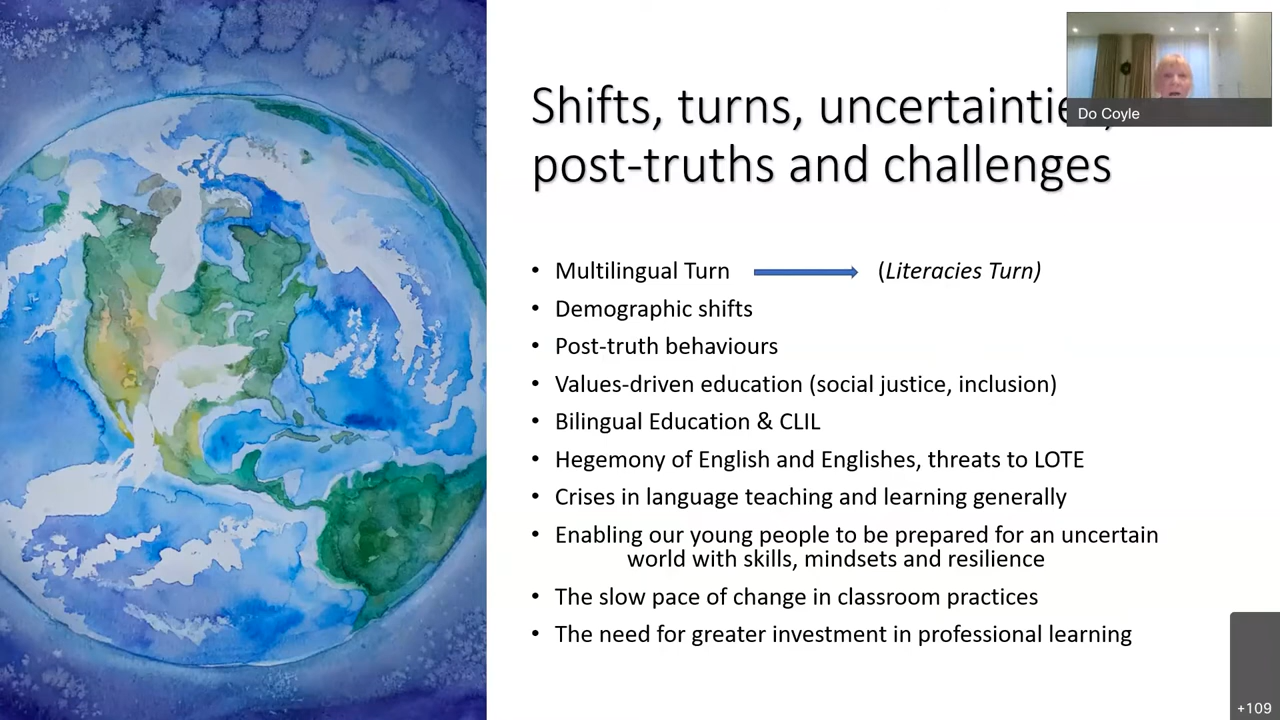 Shifts, turns, uncertaintie
post-truths and challenges
Do Coyle
• Multilingual Turn (Literacies Turn)
• Demographic shifts
• Post-truth behaviours
• Values-driven education (social justice, inclusion)
• Bilingual Education & CLIL
• Hegemony of English and Englishes, threats to LOTE
• Crises in language teaching and learning generally
• Enabling our young people to be prepared for an uncertain
world with skills, mindsets and resilience
• The slow pace of change in classroom practices
• The need for greater investment in professional learning
+109